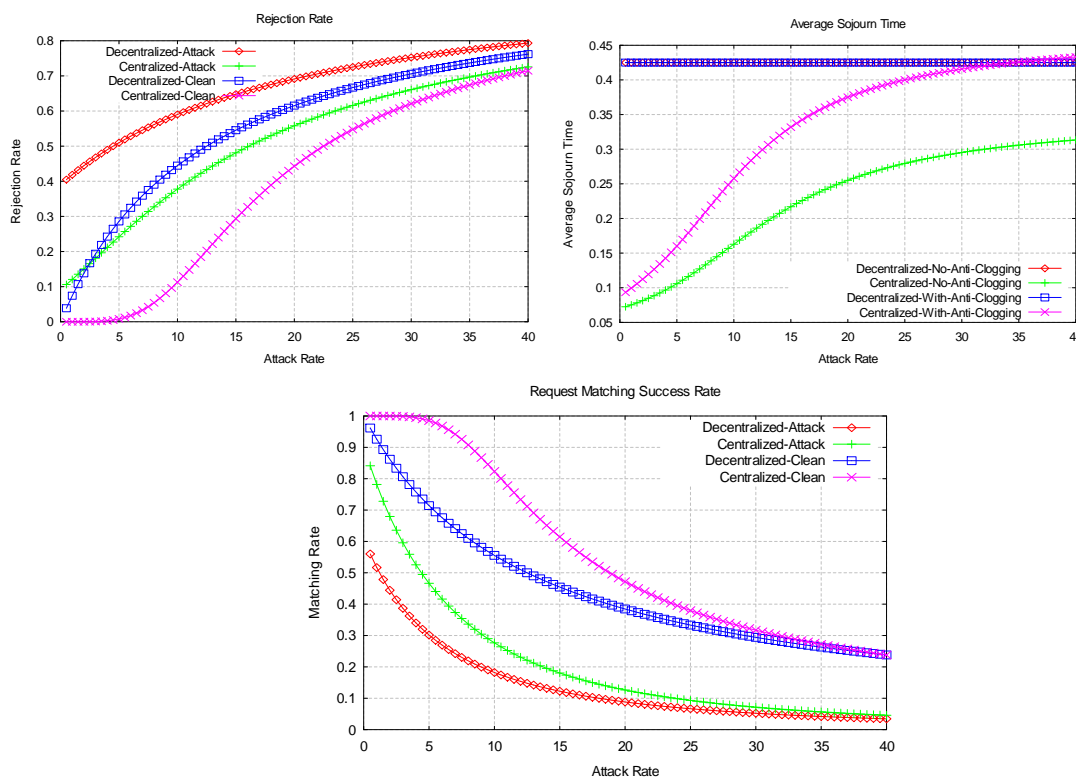 Rejection Rate
0.8
0.7
0.6
0.5
0.4
0.3
0.2
0.1
0
Rejection Rate
Decentralized-Attack
Centralized-Attack
Decentralized-Clean
Centralized-Clean
0 5 10 15 20 25 30 35 40
Attack Rate
Average Sojourn Time
0.45
0.4
0.35
0.3
0.25
0.2
0.15
0.1
0.05
Average Sojourn Time
Decentralized-No-Anti-Clogging
Centralized-No-Anti-Clogging
Decentralized-With-Anti-Clogging
Centralized-With-Anti-Clogging
0 5 10 15 20 25 30 35 40
Attack Rate
Request Matching Success Rate
1
0.9
0.8
0.7
0.6
0.5
0.4
0.3
0.2
0.1
0
Matching Rate
Decentralized-Attack
Centralized-Attack
Decentralized-Clean
Centralized-Clean
0 5 10 15 20 25 30 35 40
Attack Rate